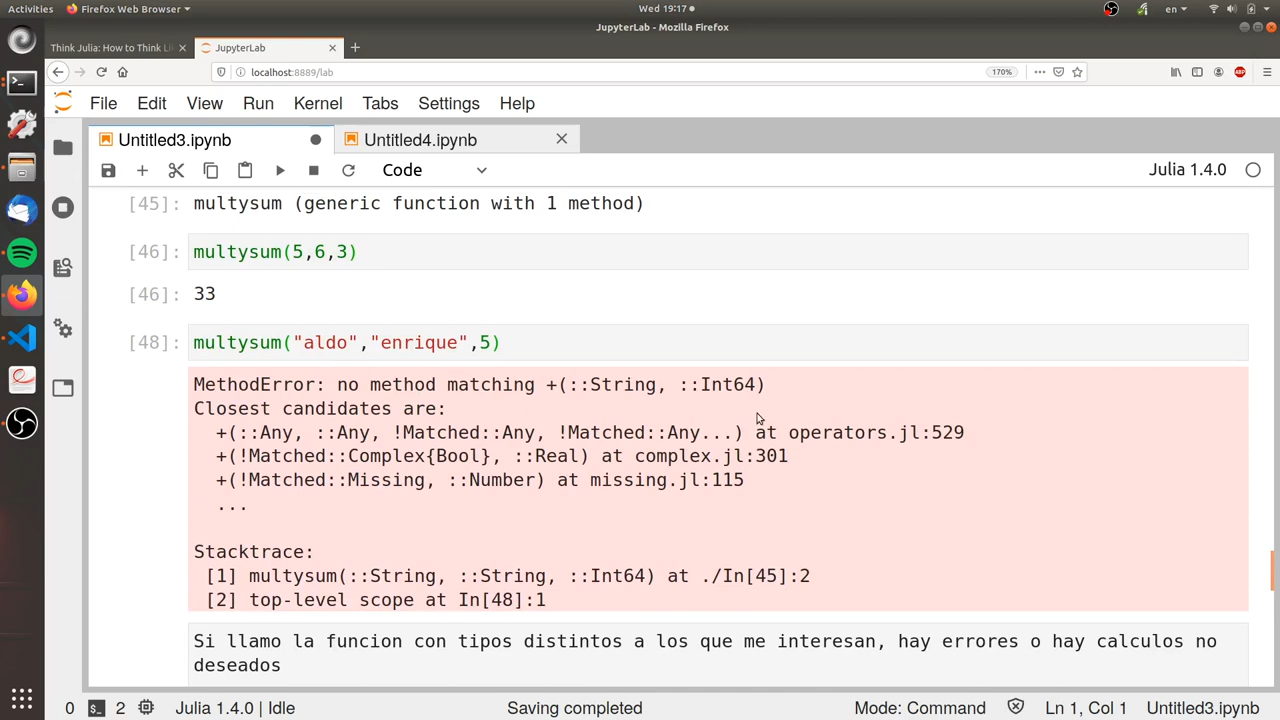 Activities Firefox Web Browser Wed 19:17 en
JupyterLab - Mozilla Firefox
Think Julia: How to Think Li JupyterLab
localhost:8889/lab 170% ABP
File Edit View Run Kernel Tabs Settings Help
Untitled3.ipynb Untitled4.ipynb
Code Julia 1.4.0
[45]: multysum (generic function with 1 method)
[46]: multysum(5,6,3)
[46]: 33
[48]: multysum("aldo","enrique",5)
MethodError: no method matching +(::String, ::Int64)
Closest candidates are:
+(::Any, ::Any, !Matched::Any, !Matched::Any...) at operators.jl:529
+(!Matched::Complex{Bool}, ::Real) at complex.jl:301
+(!Matched::Missing, ::Number) at missing.jl:115
...
Stacktrace:
[1] multysum(::String, ::String, ::Int64) at ./In[45]:2
[2] top-level scope at In[48]:1
Si llamo la funcion con tipos distintos a los que me interesan, hay errores o hay calculos no
deseados
0 2 Julia 1.4.0 | Idle Saving completed Mode: Command Ln 1, Col 1 Untitled3.ipynb